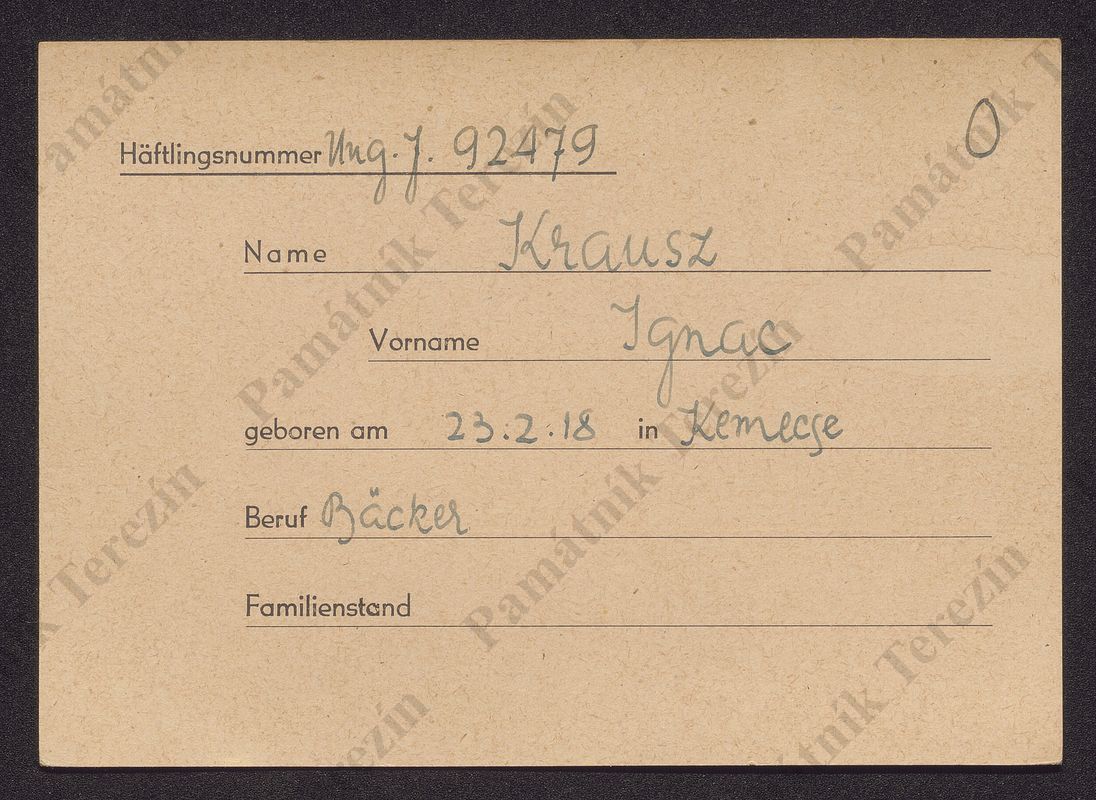 O
Häftlingsnummer Ung. J. 92479
Name Krausz
Vorname Ignac
geboren am 23.2.18 in Kemecse
Beruf Bäcker
Familienstand
Památník Terezín